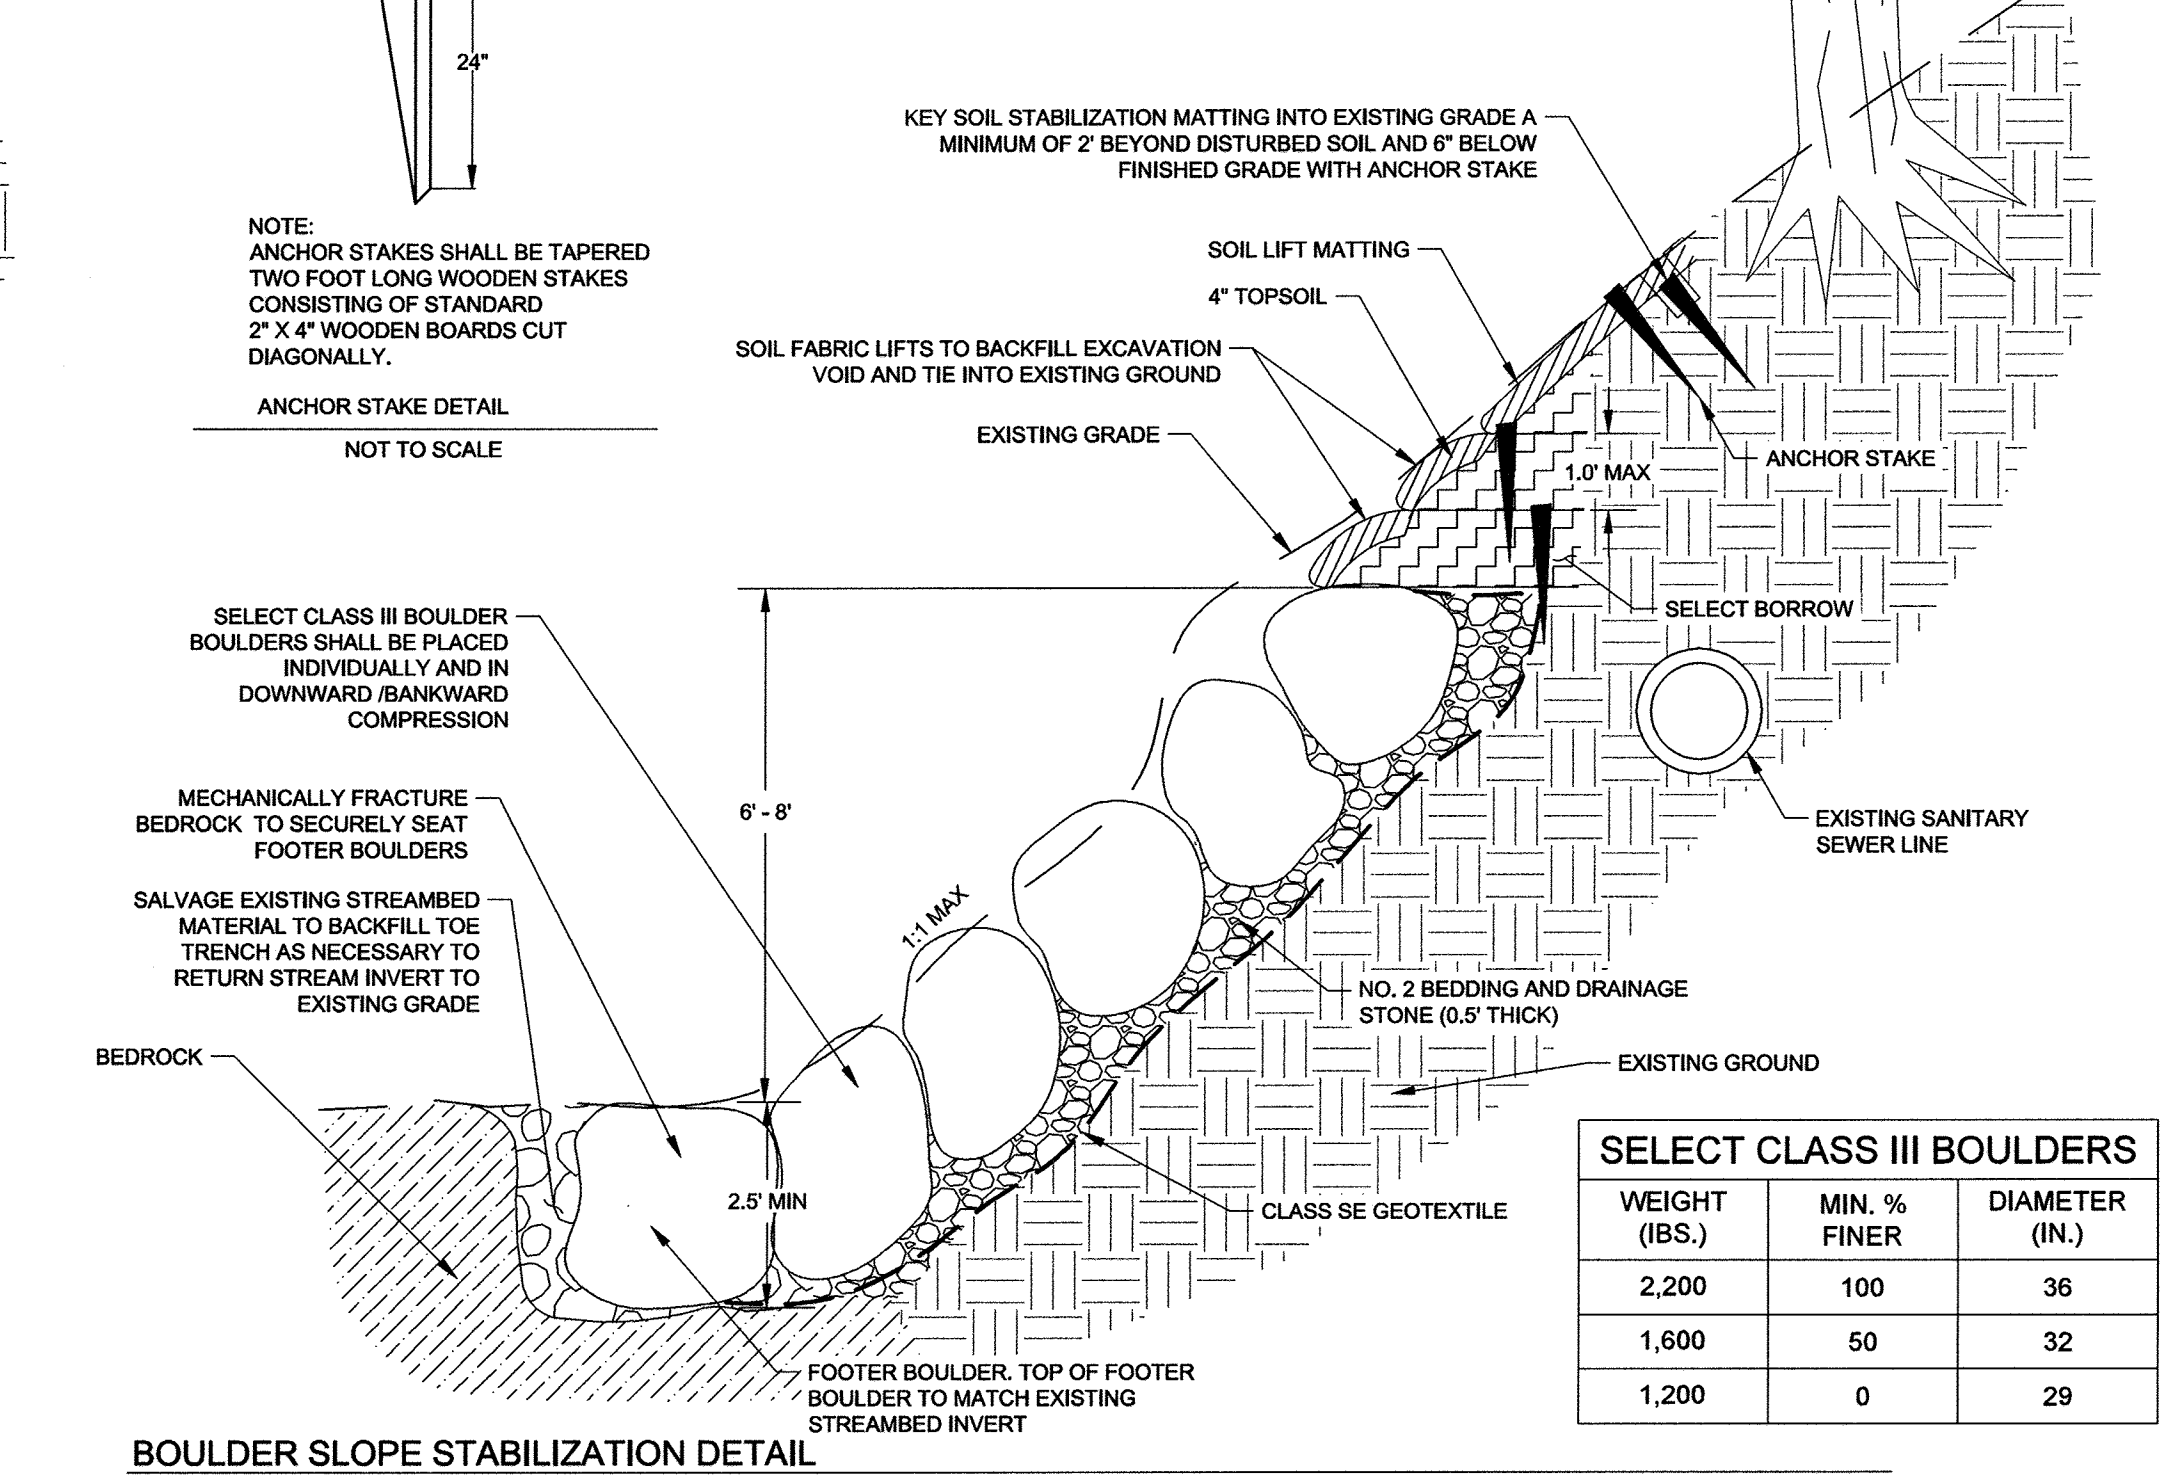 24"
NOTE:
ANCHOR STAKES SHALL BE TAPERED
TWO FOOT LONG WOODEN STAKES
CONSISTING OF STANDARD
2" X 4" WOODEN BOARDS CUT
DIAGONALLY.
ANCHOR STAKE DETAIL
NOT TO SCALE
KEY SOIL STABILIZATION MATTING INTO EXISTING GRADE A
MINIMUM OF 2' BEYOND DISTURBED SOIL AND 6" BELOW
FINISHED GRADE WITH ANCHOR STAKE
SOIL LIFT MATTING
4" TOPSOIL
SOIL FABRIC LIFTS TO BACKFILL EXCAVATION
VOID AND TIE INTO EXISTING GROUND
EXISTING GRADE
ANCHOR STAKE
1.0' MAX
SELECT BORROW
SELECT CLASS III BOULDER
BOULDERS SHALL BE PLACED
INDIVIDUALLY AND IN
DOWNWARD /BANKWARD
COMPRESSION
6' - 8'
MECHANICALLY FRACTURE
BEDROCK TO SECURELY SEAT
FOOTER BOULDERS
EXISTING SANITARY
SEWER LINE
SALVAGE EXISTING STREAMBED
MATERIAL TO BACKFILL TOE
TRENCH AS NECESSARY TO
RETURN STREAM INVERT TO
EXISTING GRADE
1:1 MAX
NO. 2 BEDDING AND DRAINAGE
STONE (0.5' THICK)
BEDROCK
EXISTING GROUND
2.5' MIN
CLASS SE GEOTEXTILE
FOOTER BOULDER. TOP OF FOOTER
BOULDER TO MATCH EXISTING
STREAMBED INVERT
SELECT CLASS III BOULDERS
WEIGHT (lBS.) MIN. % FINER DIAMETER (IN.)
2,200 100 36
1,600 50 32
1,200 0 29
BOULDER SLOPE STABILIZATION DETAIL